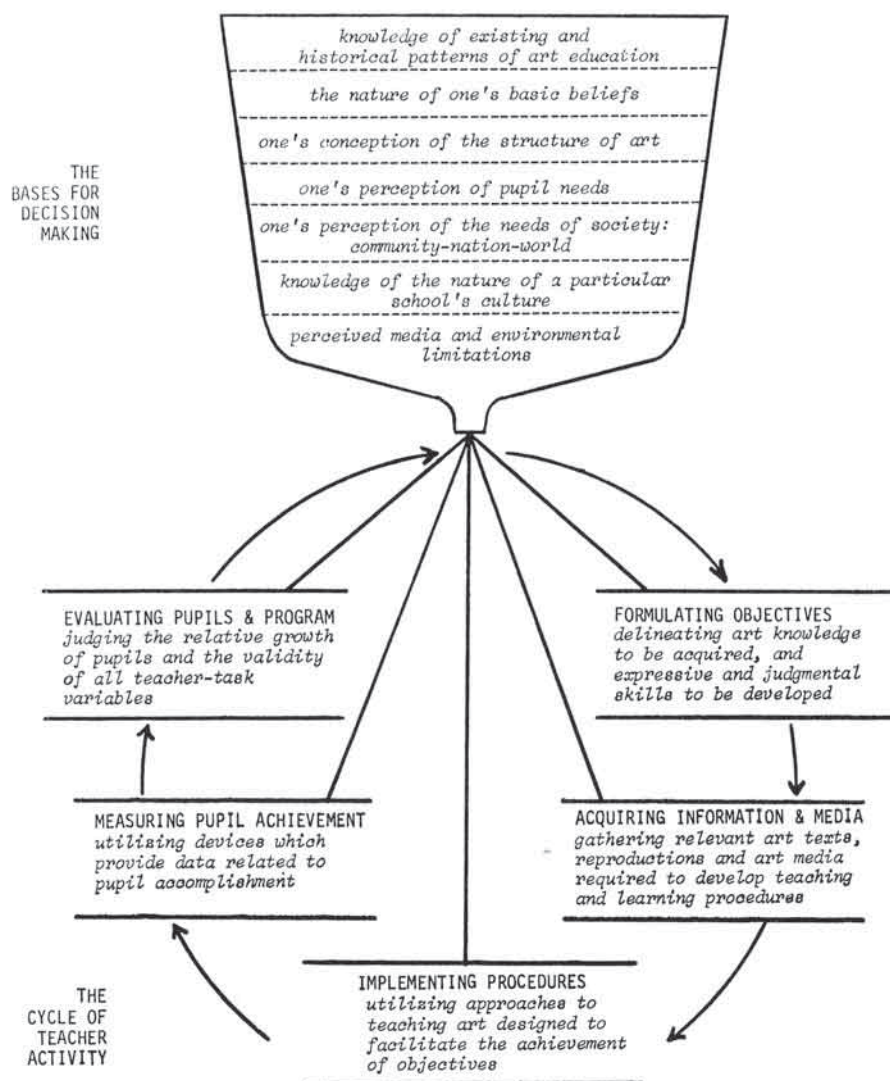 knowledge of existing and
historical patterns of art education
the nature of one's basic beliefs
one's conception of the structure of art
one's perception of pupil needs
one's perception of the needs of society:
community-nation-world
knowledge of the nature of a particular
school's culture
perceived media and environmental
limitations
THE
BASES FOR
DECISION
MAKING
EVALUATING PUPILS & PROGRAM
judging the relative growth
of pupils and the validity
of all teacher-task
variables
FORMULATING OBJECTIVES
delineating art knowledge
to be acquired, and
expressive and judgmental
skills to be developed
MEASURING PUPIL ACHIEVEMENT
utilizing devices which
provide data related to
pupil accomplishment
ACQUIRING INFORMATION & MEDIA
gathering relevant art texts,
reproductions and art media
required to develop teaching
and learning procedures
IMPLEMENTING PROCEDURES
utilizing approaches to
teaching art designed to
facilitate the achievement
of objectives
THE
CYCLE OF
TEACHER
ACTIVITY